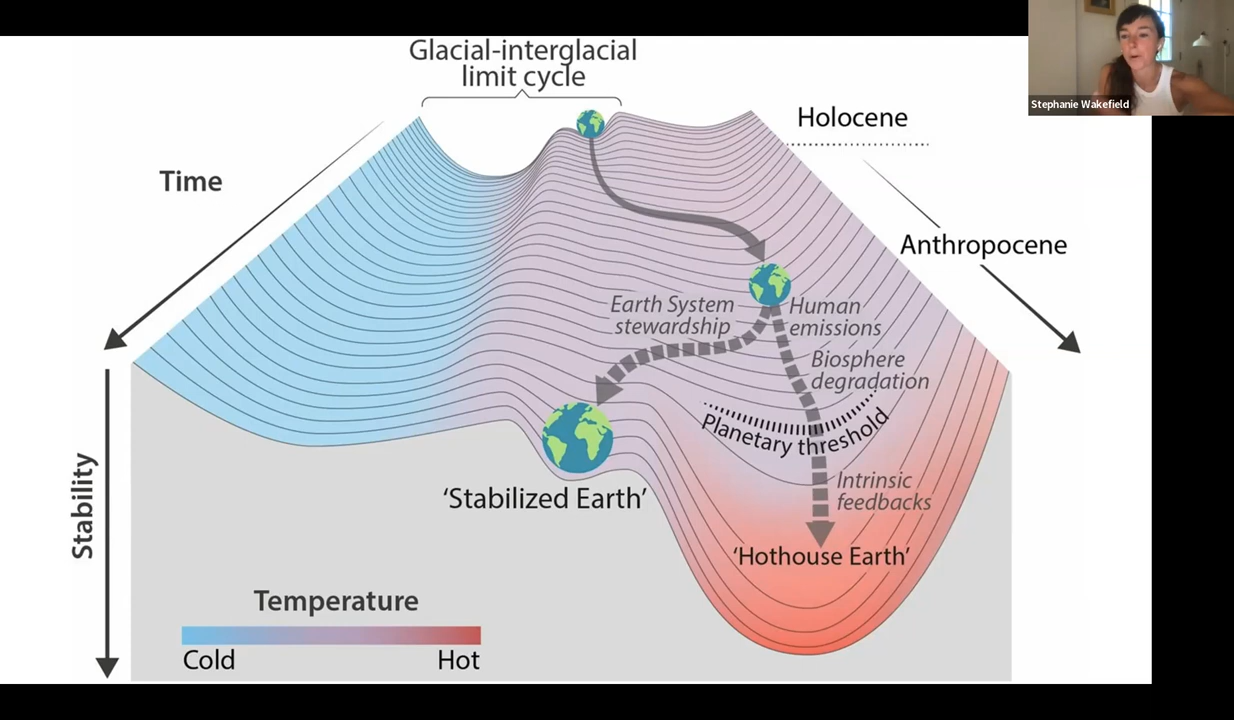 Glacial-interglacial
limit cycle
Stephanie Wakefield
Holocene
Time
Anthropocene
Earth System
stewardship
Human
emissions
Biosphere
degradation
Planetary threshold
Stability
Intrinsic
feedbacks
‘Stabilized Earth’
‘Hothouse Earth’
Temperature
Cold
Hot